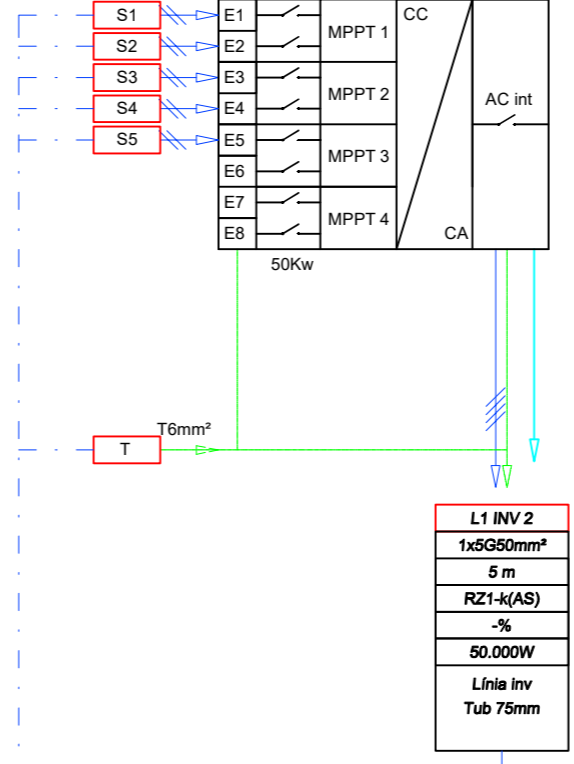 S1
E1
MPPT 1
CC
S2
E2
S3
E3
MPPT 2
AC int
S4
E4
S5
E5
MPPT 3
E6
E7
MPPT 4
E8
CA
50Kw
T6mm²
T
L1 INV 2
1x5G50mm²
5 m
RZ1-k(AS)
-%
50.000W
Línia inv
Tub 75mm